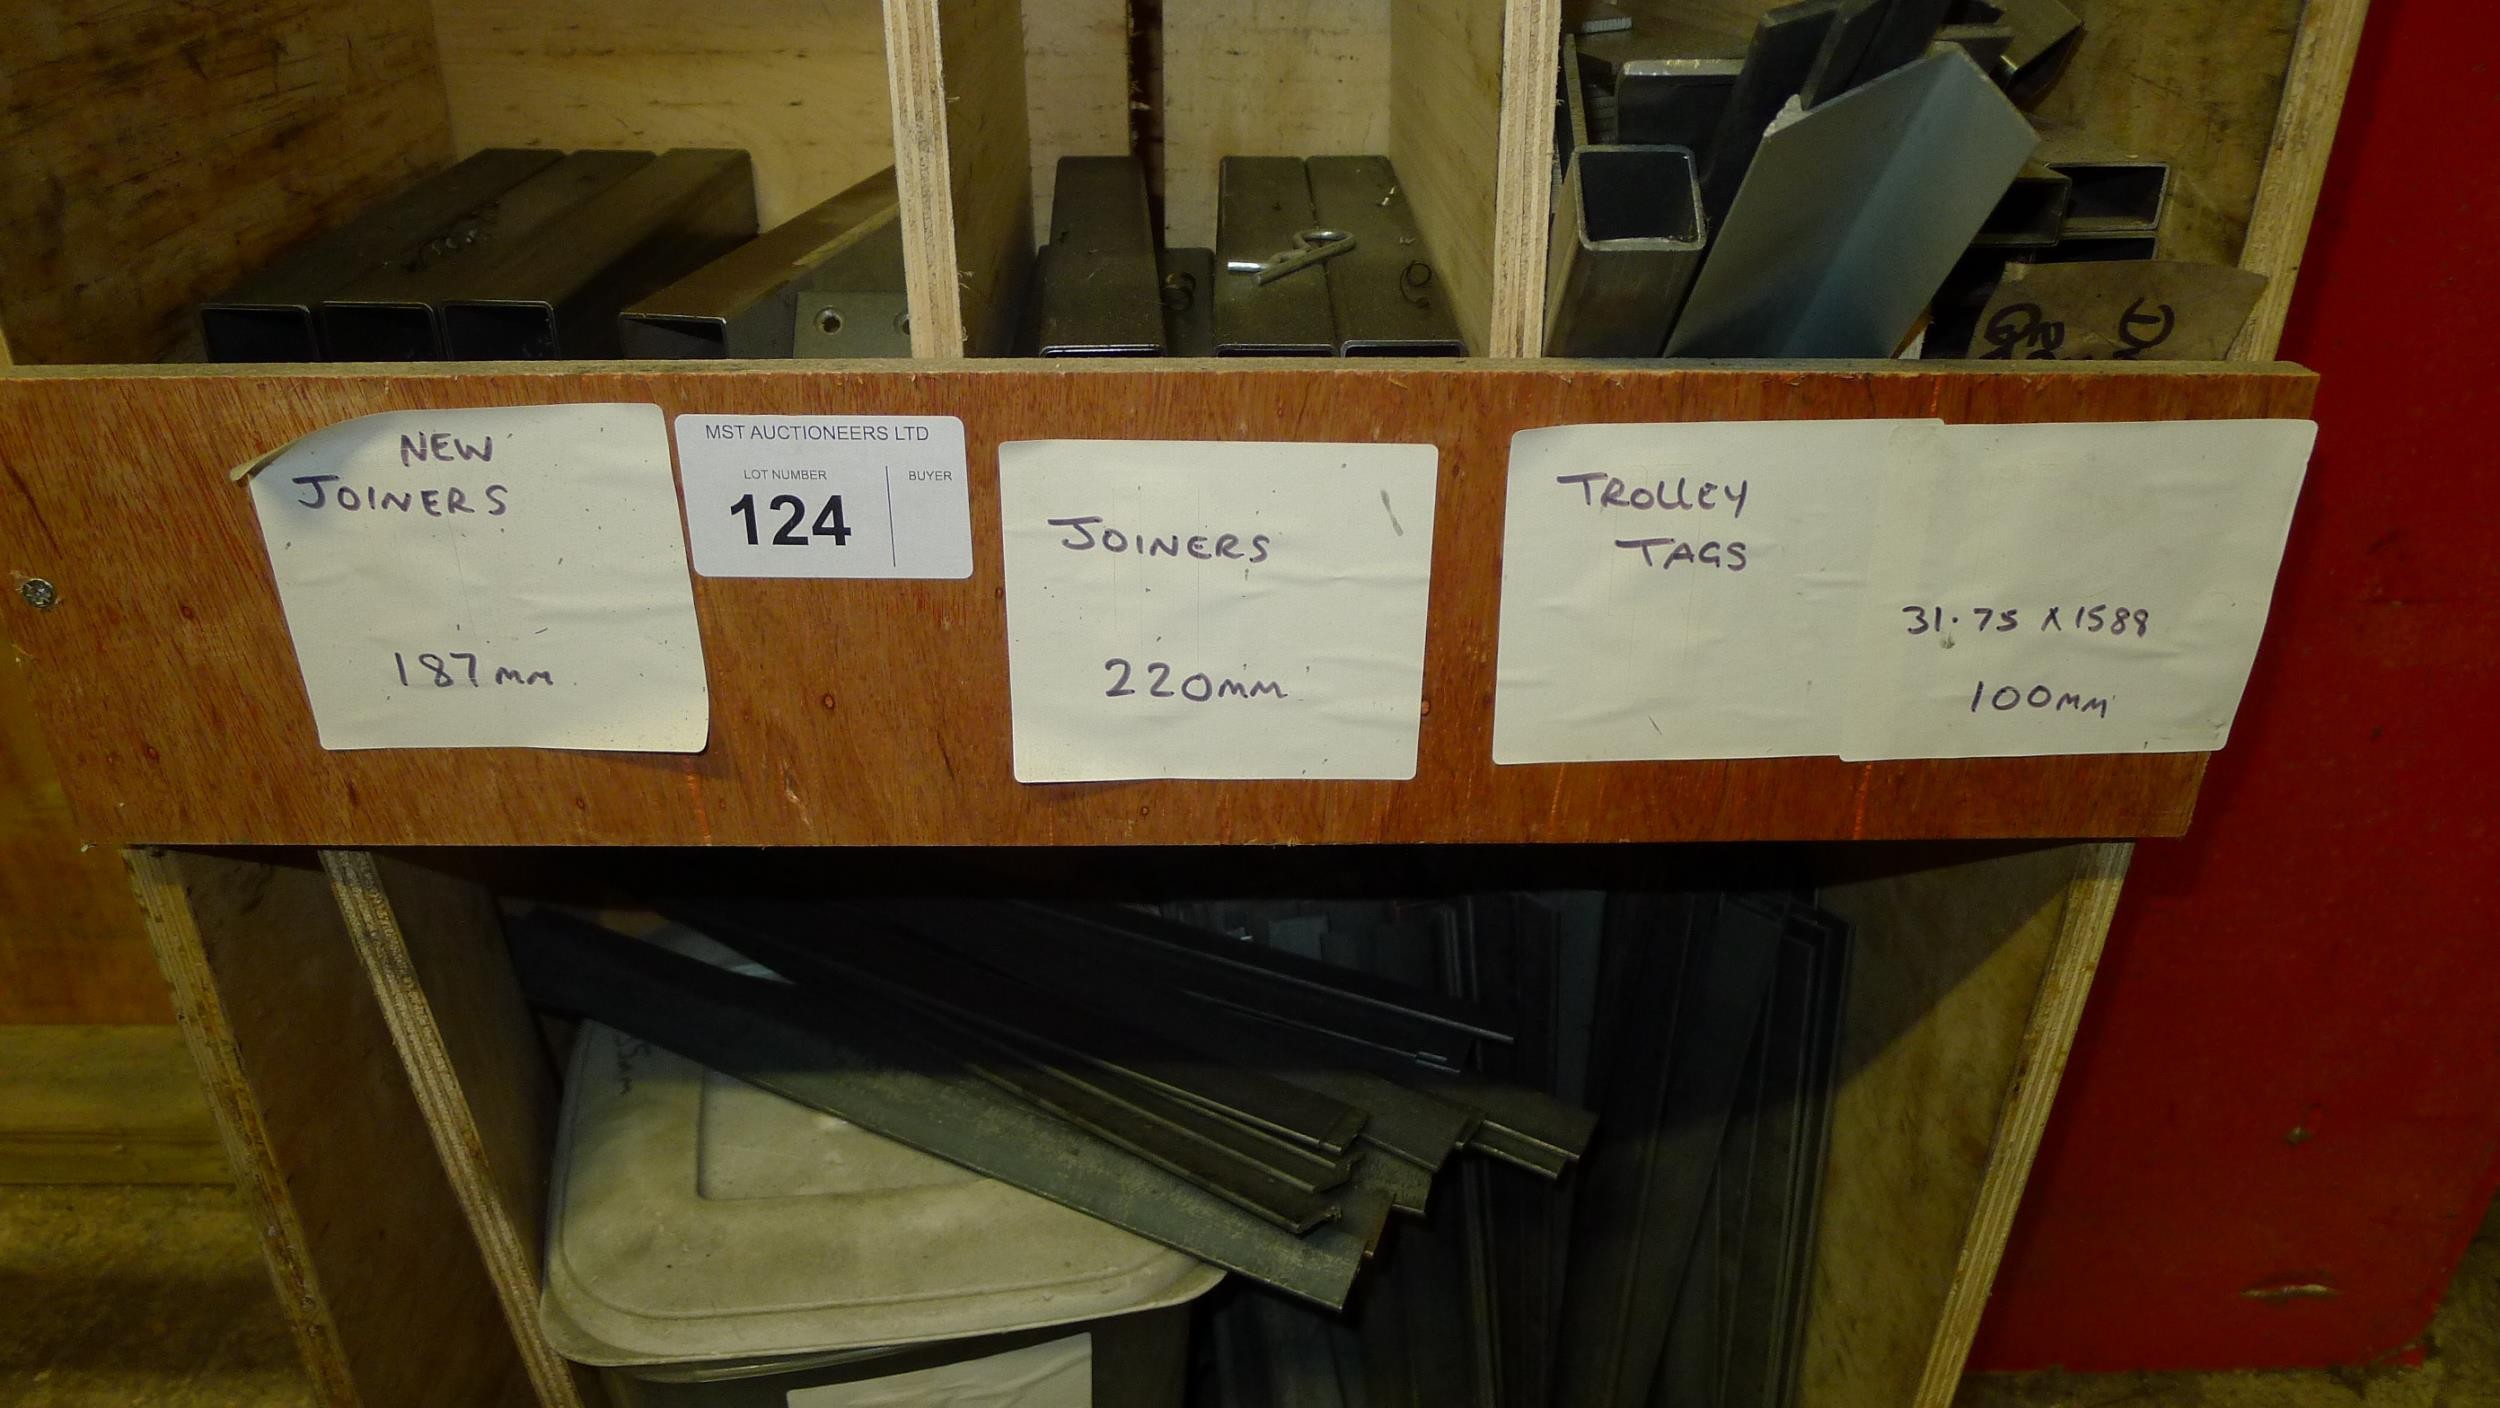 NEW
JOINERS
187mm
MST AUCTIONEERS LTD
LOT NUMBER
BUYER
124
JOINERS
220mm
TROLLEY
TAGS
31.75 X 1588
100mm